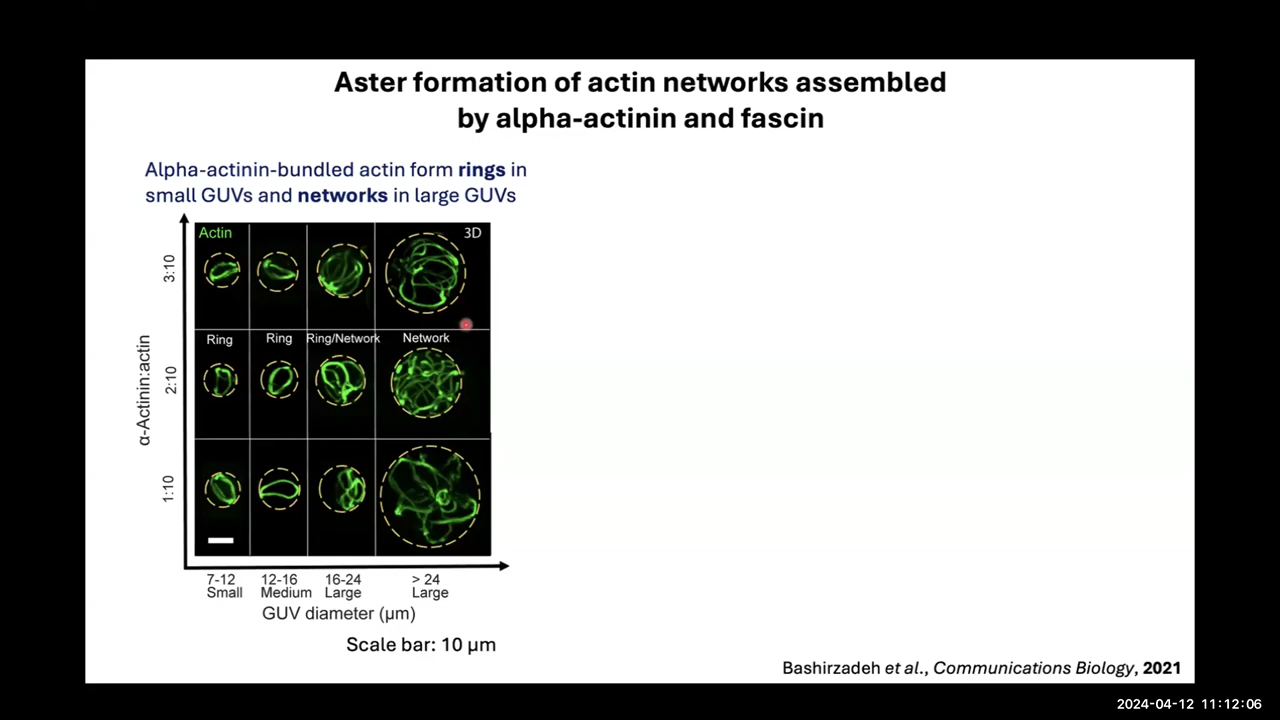 Aster formation of actin networks assembled
by alpha-actinin and fascin
Alpha-actinin-bundled actin form rings in
small GUVs and networks in large GUVs
Actin
3D
Ring
Ring
Ring/Network
Network
α-Actinin:actin
3:10
2:10
1:10
7-12
Small
12-16
Medium
16-24
Large
> 24
Large
GUV diameter (μm)
Scale bar: 10 μm
Bashirzadeh et al., Communications Biology, 2021
2024-04-12 11:12:06